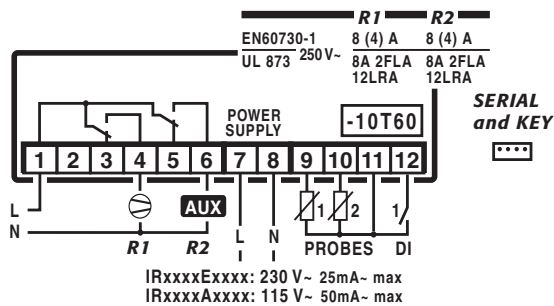 R1 R2
EN60730-1 250 V~ 8 (4) A 8 (4) A
UL 873 8A 2FLA 12LRA 8A 2FLA 12LRA
SERIAL
and KEY
POWER
SUPPLY
-10T60
1 2 3 4 5 6 7 8 9 10 11 12
L
N
AUX
1 2 1
R1 R2 L N PROBES DI
IRxxxxExxxx: 230 V~ 25mA~ max
IRxxxxAxxxx: 115 V~ 50mA~ max